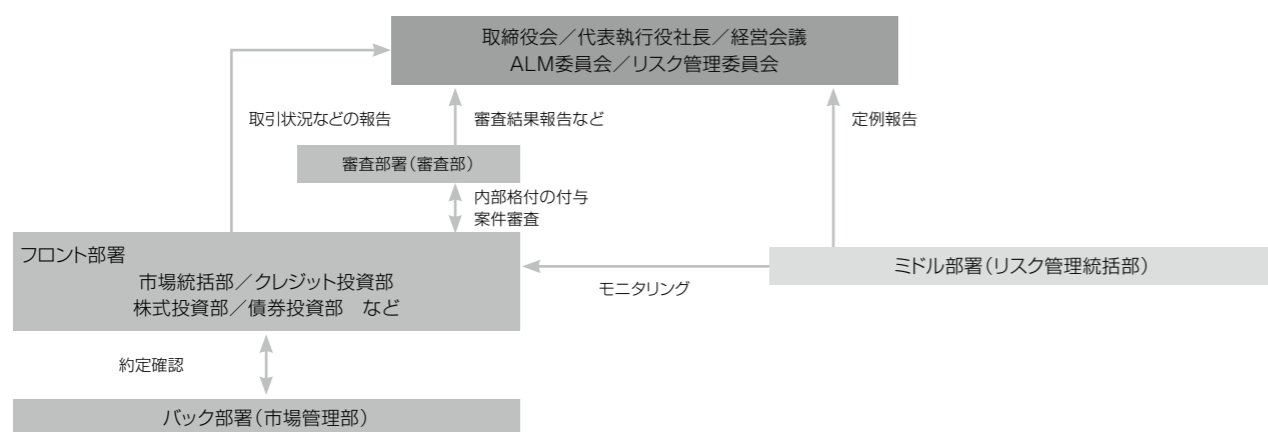 取締役会／代表執行役社長／経営会議
ALM委員会／リスク管理委員会
取引状況などの報告
審査結果報告など
定例報告
審査部署（審査部）
内部格付の付与
案件審査
フロント部署
市場統括部／クレジット投資部
株式投資部／債券投資部　など
ミドル部署（リスク管理統括部）
モニタリング
約定確認
バック部署（市場管理部）